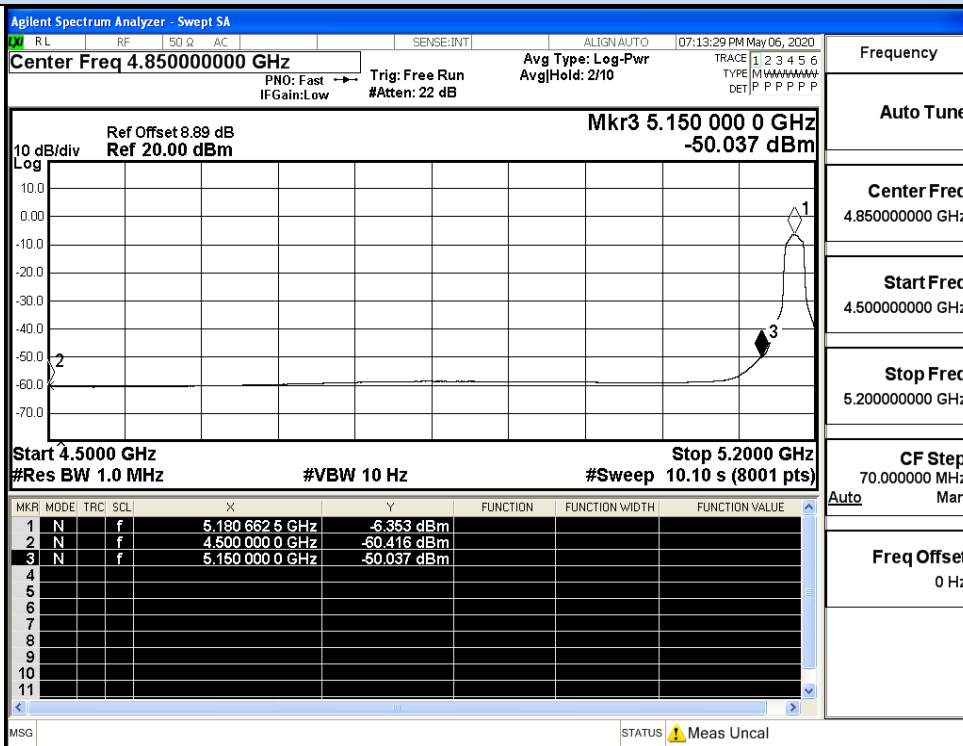 Agilent Spectrum Analyzer - Swept SA
LXI RL RF 50 Ω AC SENSE:INT ALIGN AUTO 07:13:29 PM May 06, 2020
Center Freq 4.850000000 GHz
PNO: Fast
IFGain:Low
Trig: Free Run
#Atten: 22 dB
Avg Type: Log-Pwr
Avg|Hold: 2/10
TRACE 1 2 3 4 5 6
TYPE M
DET P P P P P P
Ref Offset 8.89 dB
10 dB/div Ref 20.00 dBm
Log
Mkr3 5.150 000 0 GHz
-50.037 dBm
10.0
0.00
-10.0
-20.0
-30.0
-40.0
-50.0
-60.0
-70.0
1
2
3
Start 4.5000 GHz Stop 5.2000 GHz
#Res BW 1.0 MHz #VBW 10 Hz #Sweep 10.10 s (8001 pts)
MKR MODE TRC SCL X Y FUNCTION FUNCTION WIDTH FUNCTION VALUE
1 N f 5.180 662 5 GHz -6.353 dBm
2 N f 4.500 000 0 GHz -60.416 dBm
3 N f 5.150 000 0 GHz -50.037 dBm
4
5
6
7
8
9
10
11
MSG STATUS Meas Uncal
Frequency
Auto Tune
Center Freq
4.850000000 GHz
Start Freq
4.500000000 GHz
Stop Freq
5.200000000 GHz
CF Step
70.000000 MHz
Auto Man
Freq Offset
0 Hz